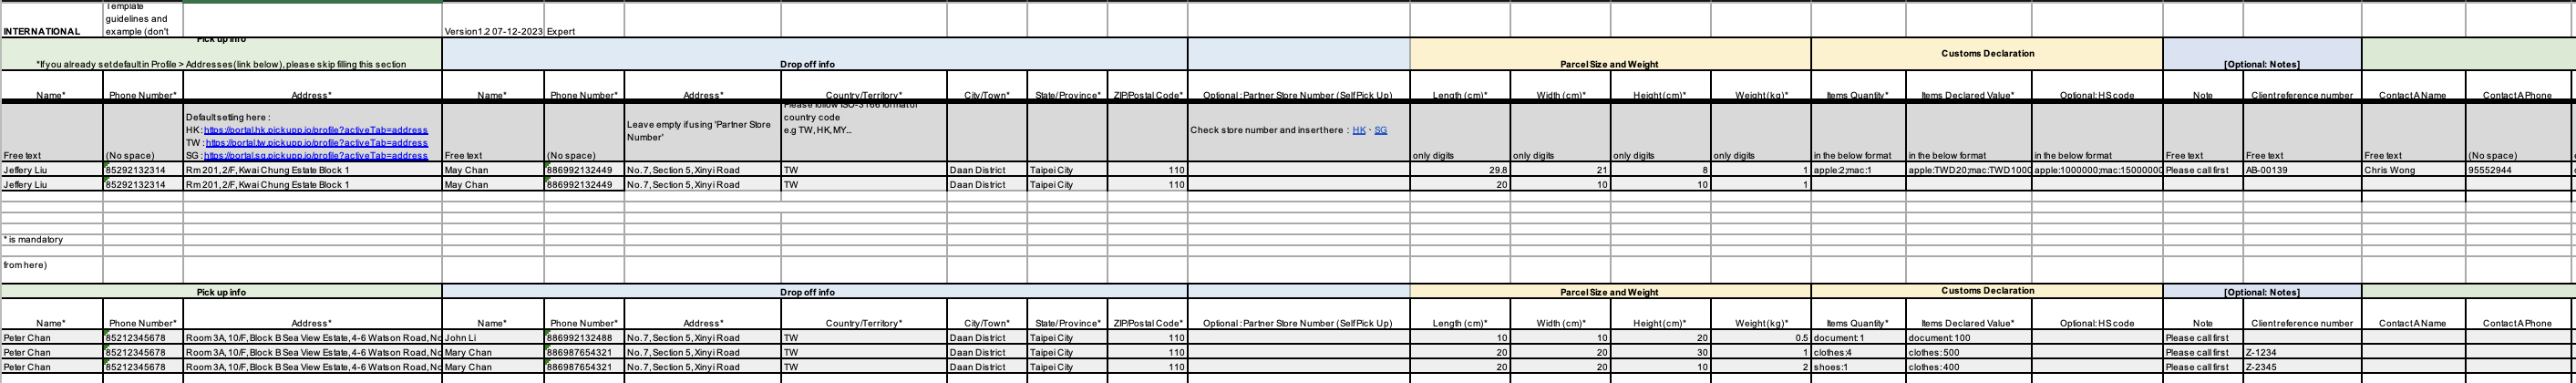 Template
guidelines and
INTERNATIONAL example (don't Version1.2 07-12-2023 Expert
Pick up info
*If you already set default in Profile > Addresses (link below), please skip filling this section Drop off info Parcel Size and Weight Customs Declaration [Optional: Notes]
Name* Phone Number* Address* Name* Phone Number* Address* Country/Territory* City/Town* State/Province* ZIP/Postal Code* Optional : Partner Store Number (Self Pick Up) Length (cm)* Width (cm)* Height (cm)* Weight (kg)* Items Quantity* Items Declared Value* Optional: HS code Note Client reference number Contact A Name Contact A Phone
Free text
(No space)
Default setting here :
HK : https://portal.hk.pickupp.io/profile?activeTab=address
TW : https://portal.tw.pickupp.io/profile?activeTab=address
SG : https://portal.sg.pickupp.io/profile?activeTab=address
Free text
(No space)
Leave empty if using 'Partner Store
Number'
Please follow ISO-3166 format of
country code
e.g TW, HK, MY...
Check store number and insert here : HK、SG
only digits only digits only digits only digits in the below format in the below format in the below format Free text Free text Free text (No space)
Jeffery Liu 85292132314 Rm 201, 2/F, Kwai Chung Estate Block 1 May Chan 886992132449 No. 7, Section 5, Xinyi Road TW Daan District Taipei City 110 29.8 21 8 1 apple:2;mac:1 apple:TWD20;mac:TWD1000 apple:1000000;mac:15000000 Please call first AB-00139 Chris Wong 95552944
Jeffery Liu 85292132314 Rm 201, 2/F, Kwai Chung Estate Block 1 May Chan 886992132449 No. 7, Section 5, Xinyi Road TW Daan District Taipei City 110 20 10 10 1
* is mandatory
from here)
Pick up info Drop off info Parcel Size and Weight Customs Declaration [Optional: Notes]
Name* Phone Number* Address* Name* Phone Number* Address* Country/Territory* City/Town* State/Province* ZIP/Postal Code* Optional : Partner Store Number (Self Pick Up) Length (cm)* Width (cm)* Height (cm)* Weight (kg)* Items Quantity* Items Declared Value* Optional: HS code Note Client reference number Contact A Name Contact A Phone
Peter Chan 85212345678 Room 3A, 10/F, Block B Sea View Estate, 4-6 Watson Road, No John Li 886992132488 No. 7, Section 5, Xinyi Road TW Daan District Taipei City 110 10 10 20 0.5 document:1 document:100 Please call first
Peter Chan 85212345678 Room 3A, 10/F, Block B Sea View Estate, 4-6 Watson Road, No Mary Chan 886987654321 No. 7, Section 5, Xinyi Road TW Daan District Taipei City 110 20 20 30 1 clothes:4 clothes:500 Please call first Z-1234
Peter Chan 85212345678 Room 3A, 10/F, Block B Sea View Estate, 4-6 Watson Road, No Mary Chan 886987654321 No. 7, Section 5, Xinyi Road TW Daan District Taipei City 110 20 20 10 2 shoes:1 clothes:400 Please call first Z-2345